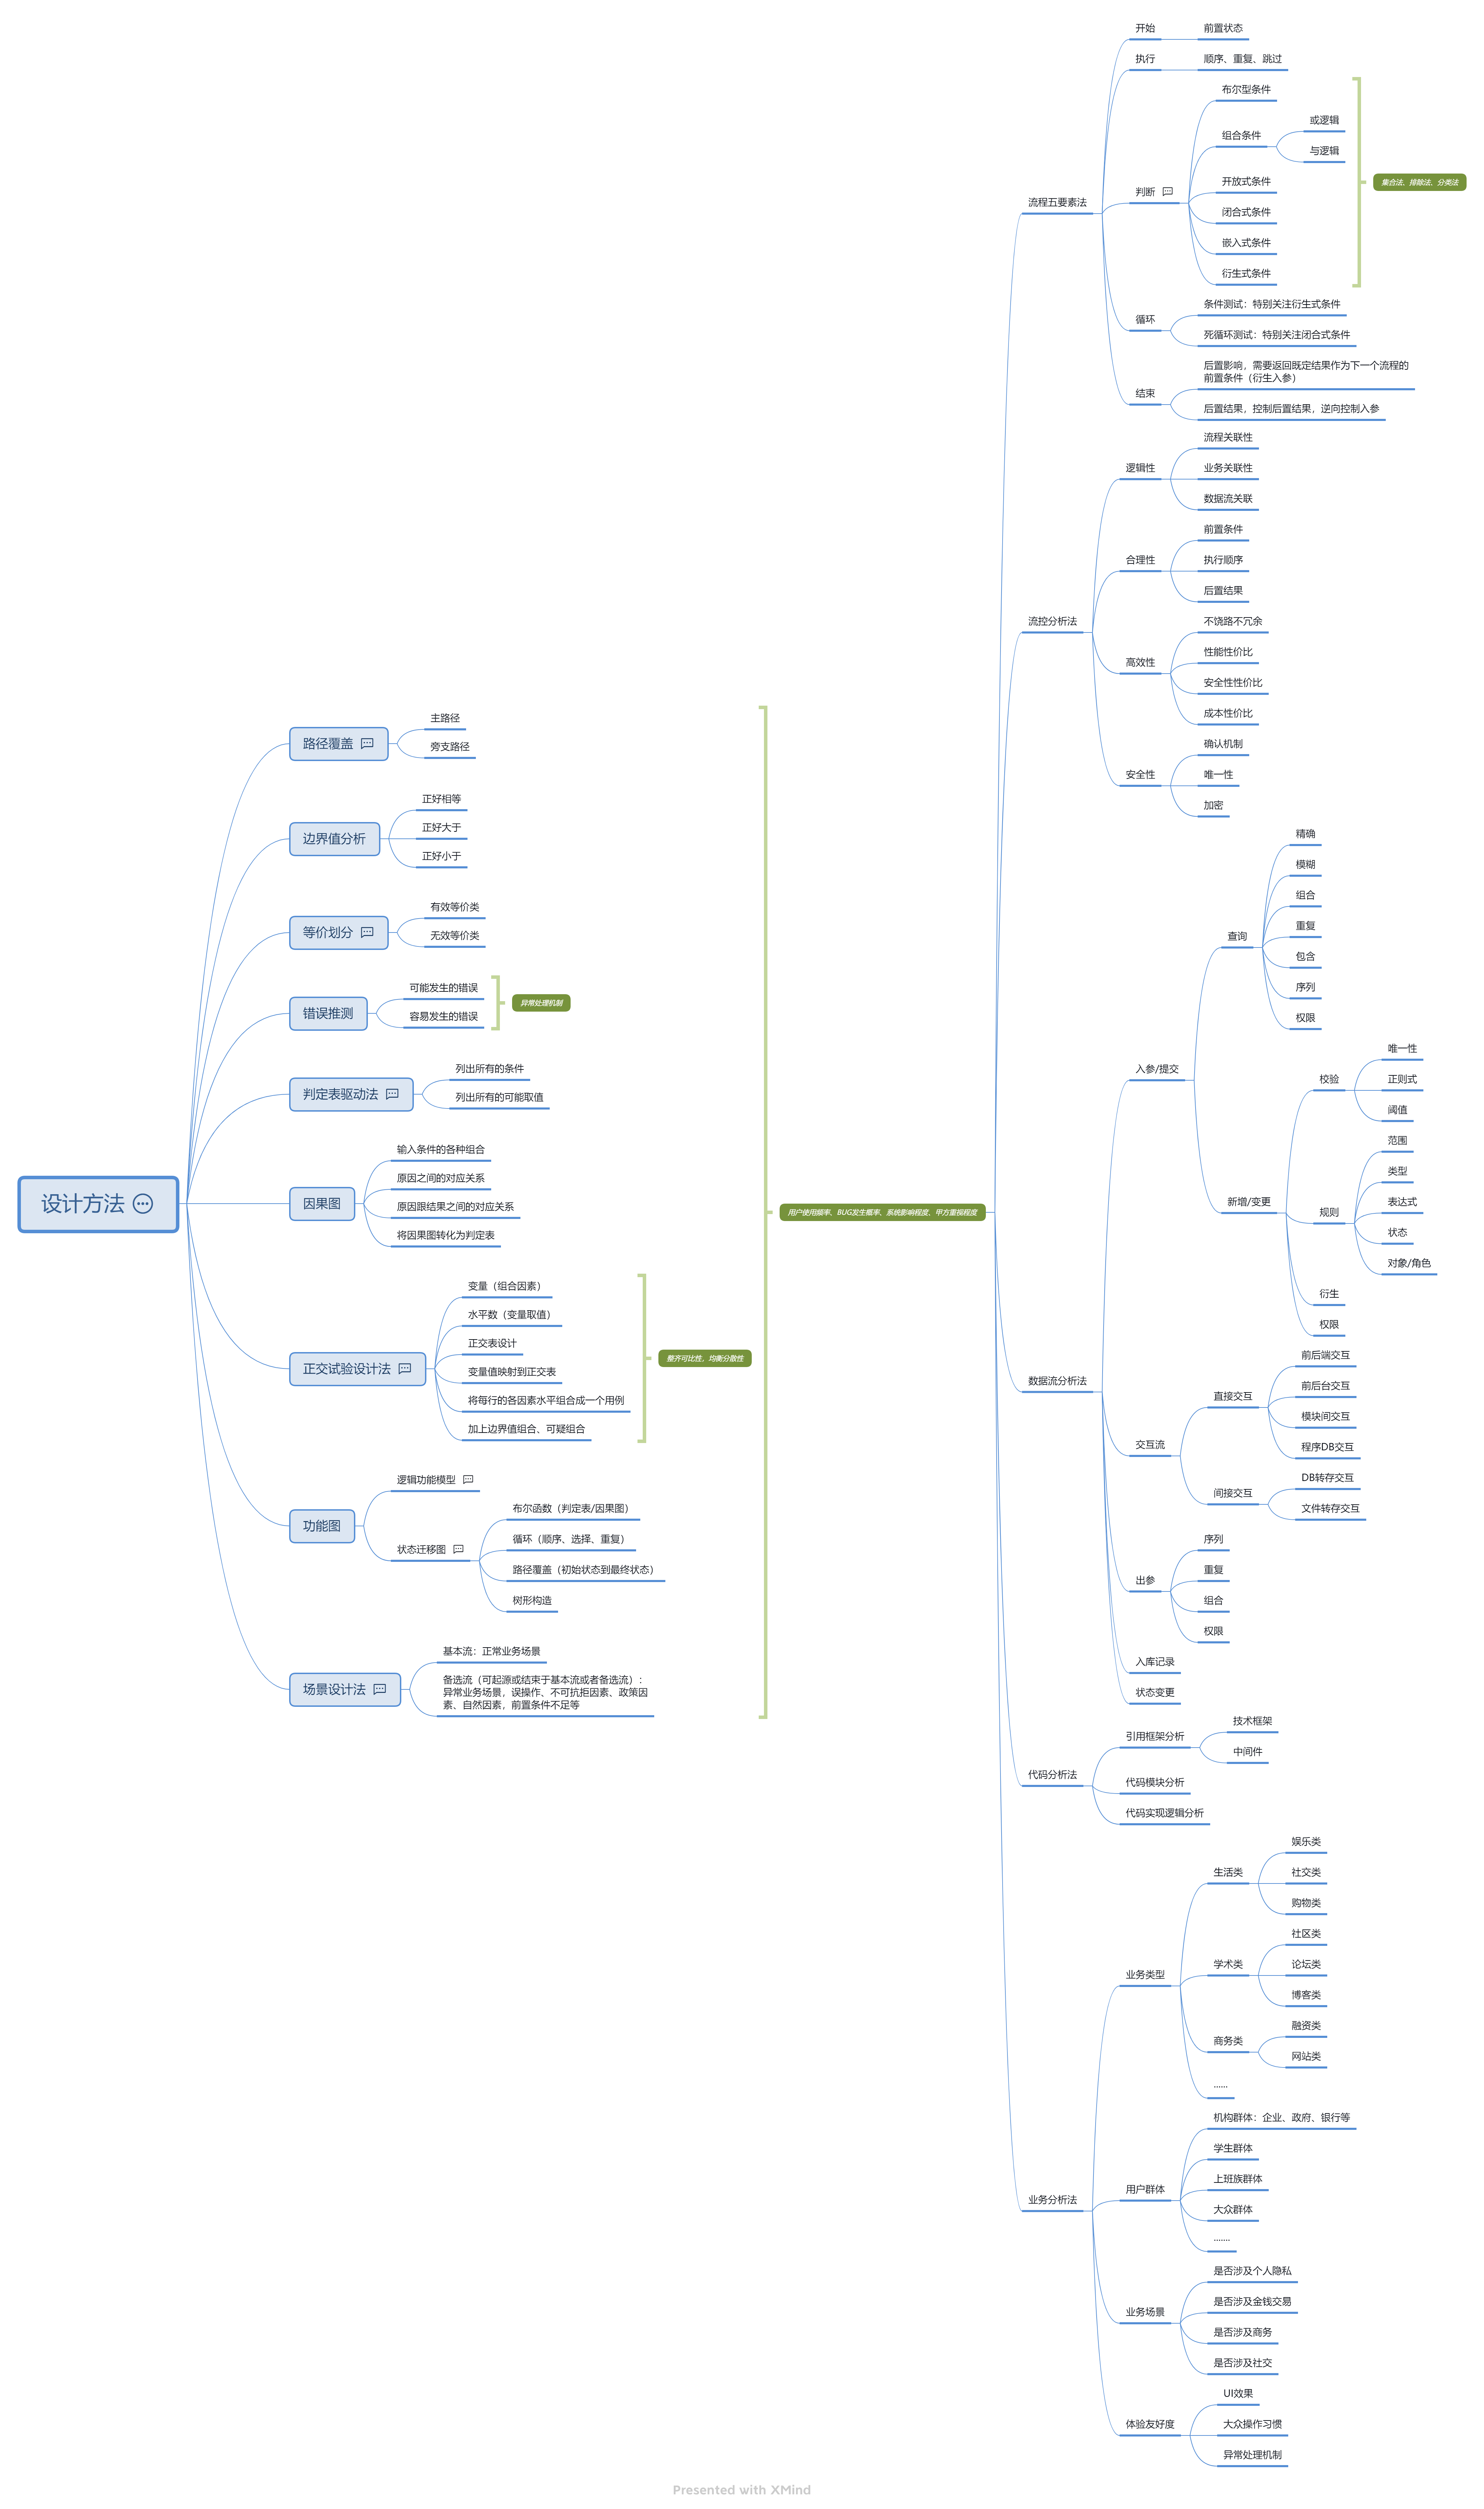 设计方法
路径覆盖
主路径
旁支路径
边界值分析
正好相等
正好大于
正好小于
等价划分
有效等价类
无效等价类
错误推测
可能发生的错误
容易发生的错误
异常处理机制
判定表驱动法
列出所有的条件
列出所有的可能取值
因果图
输入条件的各种组合
原因之间的对应关系
原因跟结果之间的对应关系
将因果图转化为判定表
正交试验设计法
变量（组合因素）
水平数（变量取值）
正交表设计
变量值映射到正交表
将每行的各因素水平组合成一个用例
加上边界值组合、可疑组合
整齐可比性，均衡分散性
功能图
逻辑功能模型
状态迁移图
布尔函数（判定表/因果图）
循环（顺序、选择、重复）
路径覆盖（初始状态到最终状态）
树形构造
场景设计法
基本流：正常业务场景
备选流（可起源或结束于基本流或者备选流）：
异常业务场景，误操作、不可抗拒因素、政策因
素、自然因素，前置条件不足等
用户使用频率、BUG发生概率、系统影响程度、甲方重视程度
流程五要素法
开始
前置状态
执行
顺序、重复、跳过
判断
布尔型条件
组合条件
或逻辑
与逻辑
开放式条件
闭合式条件
嵌入式条件
衍生式条件
集合法、排除法、分类法
循环
条件测试：特别关注衍生式条件
死循环测试：特别关注闭合式条件
结束
后置影响，需要返回既定结果作为下一个流程的
前置条件（衍生入参）
后置结果，控制后置结果，逆向控制入参
流控分析法
逻辑性
流程关联性
业务关联性
数据流关联
合理性
前置条件
执行顺序
后置结果
高效性
不饶路不冗余
性能性价比
安全性性价比
成本性价比
安全性
确认机制
唯一性
加密
数据流分析法
入参/提交
查询
精确
模糊
组合
重复
包含
序列
权限
新增/变更
校验
唯一性
正则式
阈值
规则
范围
类型
表达式
状态
对象/角色
衍生
权限
交互流
直接交互
前后端交互
前后台交互
模块间交互
程序DB交互
间接交互
DB转存交互
文件转存交互
出参
序列
重复
组合
权限
入库记录
状态变更
代码分析法
引用框架分析
技术框架
中间件
代码模块分析
代码实现逻辑分析
业务分析法
业务类型
生活类
娱乐类
社交类
购物类
学术类
社区类
论坛类
博客类
商务类
融资类
网站类
......
用户群体
机构群体：企业、政府、银行等
学生群体
上班族群体
大众群体
.......
业务场景
是否涉及个人隐私
是否涉及金钱交易
是否涉及商务
是否涉及社交
体验友好度
UI效果
大众操作习惯
异常处理机制
Presented with XMind